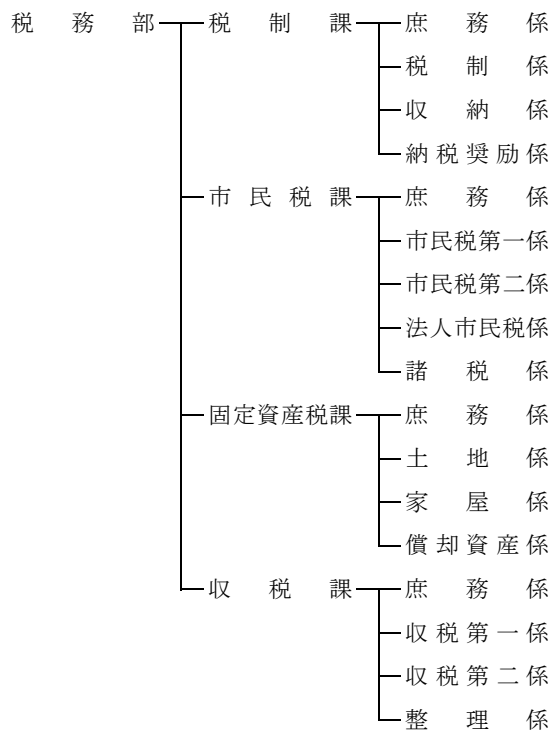 税務部 税制課 庶務係
税制係
収納係
納税奨励係
市民税課 庶務係
市民税第一係
市民税第二係
法人市民税係
諸税係
固定資産税課 庶務係
土地係
家屋係
償却資産係
収税課 庶務係
収税第一係
収税第二係
整理係